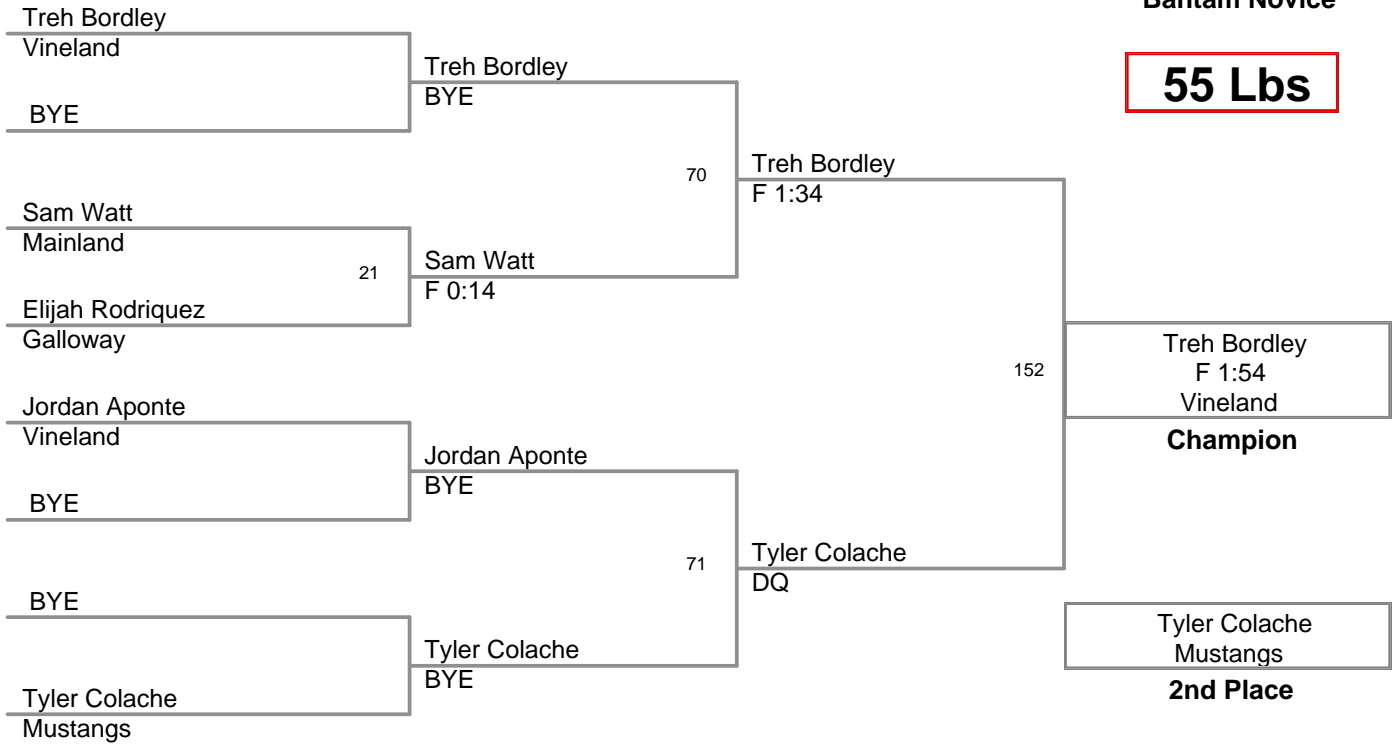 Bantam Novice
55 Lbs
Treh Bordley
Vineland
BYE
Sam Watt
Mainland
21
Elijah Rodriquez
Galloway
Jordan Aponte
Vineland
BYE
BYE
Tyler Colache
Mustangs
Treh Bordley
BYE
70
Sam Watt
F 0:14
Jordan Aponte
BYE
71
Tyler Colache
BYE
Treh Bordley
F 1:34
152
Tyler Colache
DQ
Treh Bordley
F 1:54
Vineland
Champion
Tyler Colache
Mustangs
2nd Place